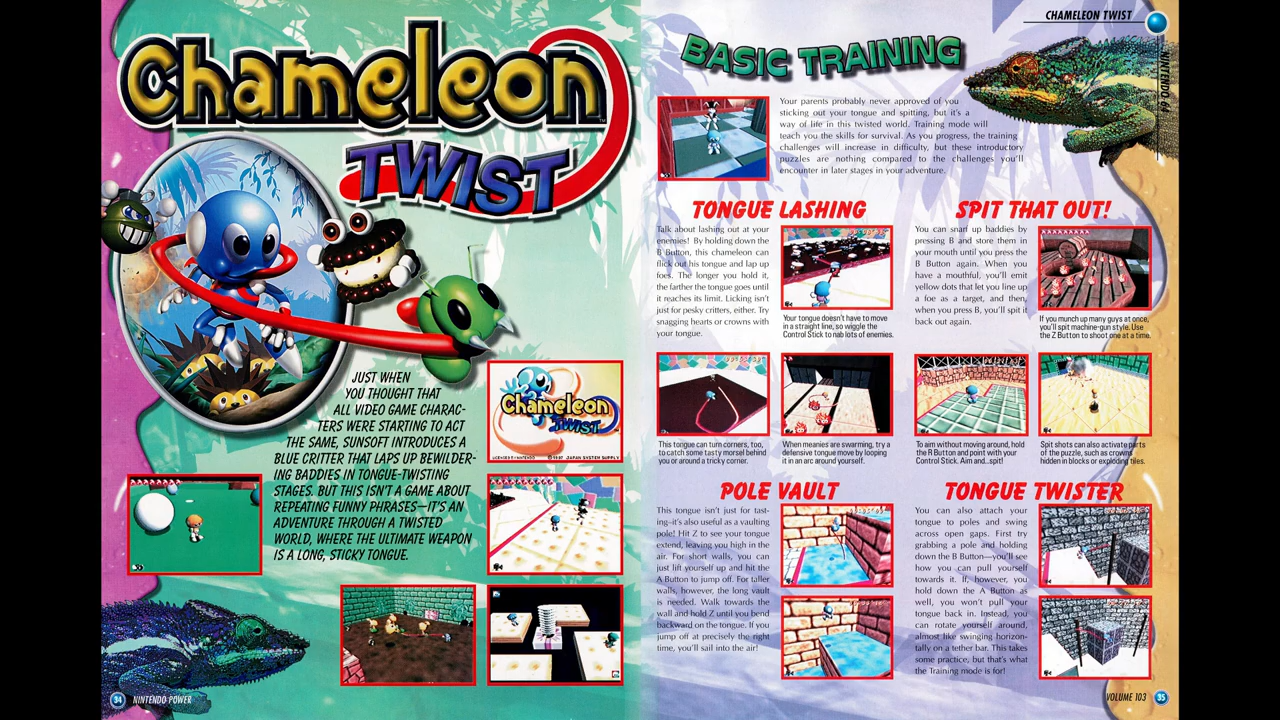 Chameleon
TWIST
JUST WHEN
YOU THOUGHT THAT
ALL VIDEO GAME CHARAC-
TERS WERE STARTING TO ACT
THE SAME, SUNSOFT INTRODUCES A
BLUE CRITTER THAT LAPS UP BEWILDER-
ING BADDIES IN TONGUE-TWISTING
STAGES. BUT THIS ISN'T A GAME ABOUT
REPEATING FUNNY PHRASES—IT'S AN
ADVENTURE THROUGH A TWISTED
WORLD, WHERE THE ULTIMATE WEAPON
IS A LONG, STICKY TONGUE.
Chameleon
TWIST
LICENSED BY NINTENDO © 1997 JAPAN SYSTEM SUPPLY
34 NINTENDO POWER
CHAMELEON TWIST
NINTENDO 64
BASIC TRAINING
Your parents probably never approved of you
sticking out your tongue and spitting, but it's a
way of life in this twisted world. Training mode will
teach you the skills for survival. As you progress, the training
challenges will increase in difficulty, but these introductory
puzzles are nothing compared to the challenges you'll
encounter in later stages in your adventure.
TONGUE LASHING
Talk about lashing out at your
enemies! By holding down the
B Button, this chameleon can
flick out his tongue and lap up
foes. The longer you hold it,
the farther the tongue goes until
it reaches its limit. Licking isn't
just for pesky critters, either. Try
snagging hearts or crowns with
your tongue.
Your tongue doesn't have to move
in a straight line, so wiggle the
Control Stick to nab lots of enemies.
This tongue can turn corners, too,
to catch some tasty morsel behind
you or around a tricky corner.
When meanies are swarming, try a
defensive tongue move by looping
it in an arc around yourself.
SPIT THAT OUT!
You can snarf up baddies by
pressing B and store them in
your mouth until you press the
B Button again. When you
have a mouthful, you'll emit
yellow dots that let you line up
a foe as a target, and then,
when you press B, you'll spit it
back out again.
If you munch up many guys at once,
you'll spit machine-gun style. Use
the Z Button to shoot one at a time.
To aim without moving around, hold
the R Button and point with your
Control Stick. Aim and...spit!
Spit shots can also activate parts
of the puzzle, such as crowns
hidden in blocks or exploding tiles.
POLE VAULT
This tongue isn't just for tast-
ing–it's also useful as a vaulting
pole! Hit Z to see your tongue
extend, leaving you high in the
air. For short walls, you can
just lift yourself up and hit the
A Button to jump off. For taller
walls, however, the long vault
is needed. Walk towards the
wall and hold Z until you bend
backward on the tongue. If you
jump off at precisely the right
time, you'll sail into the air!
TONGUE TWISTER
You can also attach your
tongue to poles and swing
across open gaps. First try
grabbing a pole and holding
down the B Button—you'll see
how you can pull yourself
towards it. If, however, you
hold down the A Button as
well, you won't pull your
tongue back in. Instead, you
can rotate yourself around,
almost like swinging horizon-
tally on a tether bar. This takes
some practice, but that's what
the Training mode is for!
VOLUME 103 35